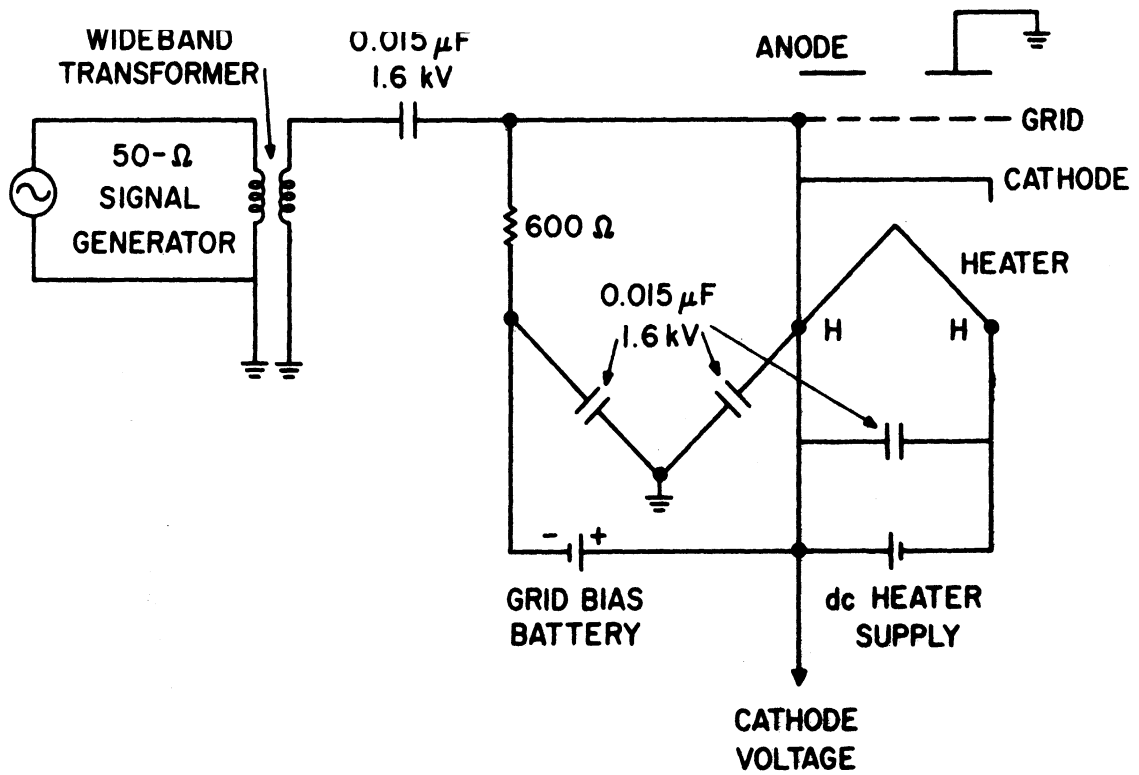 WIDEBAND
TRANSFORMER
0.015 μF
1.6 kV
ANODE
GRID
CATHODE
50-Ω
SIGNAL
GENERATOR
600 Ω
HEATER
0.015 μF
1.6 kV
H
H
- +
GRID BIAS
BATTERY
dc HEATER
SUPPLY
CATHODE
VOLTAGE